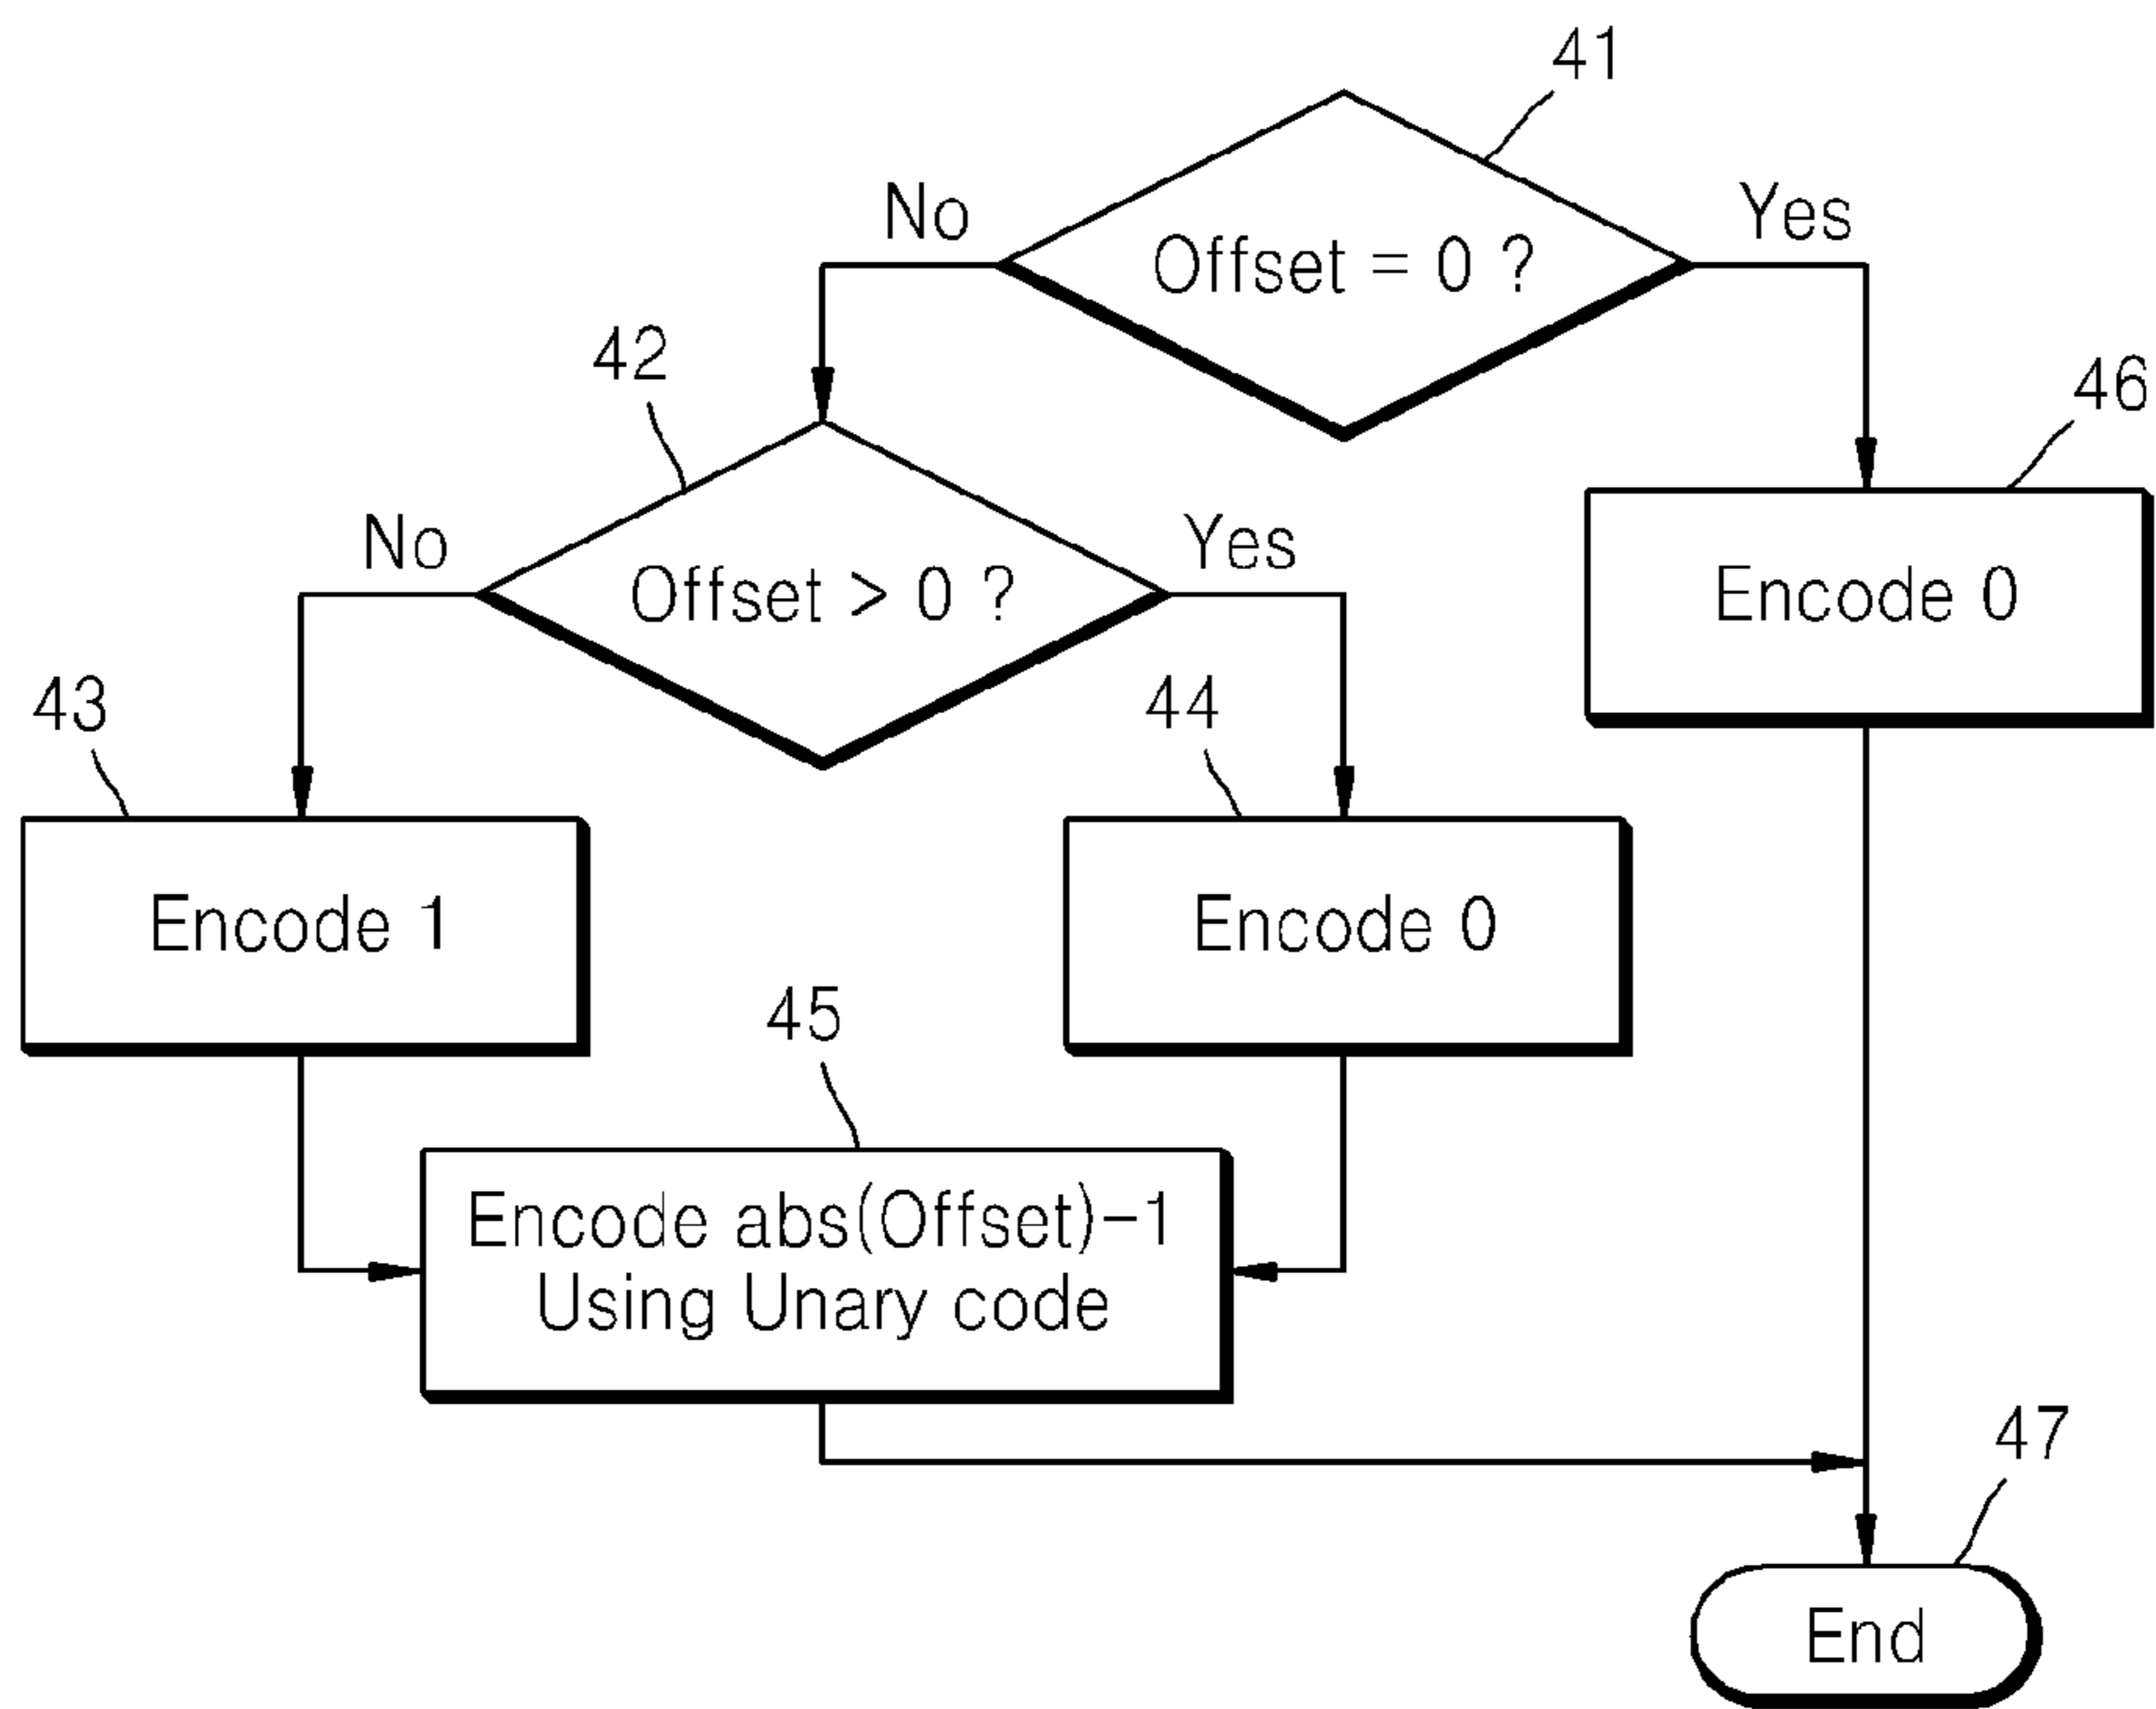 41
No
Yes
Offset = 0 ?
42
46
No
Yes
Offset > 0 ?
Encode 0
43
44
Encode 1
Encode 0
45
Encode abs(Offset)-1
Using Unary code
47
End